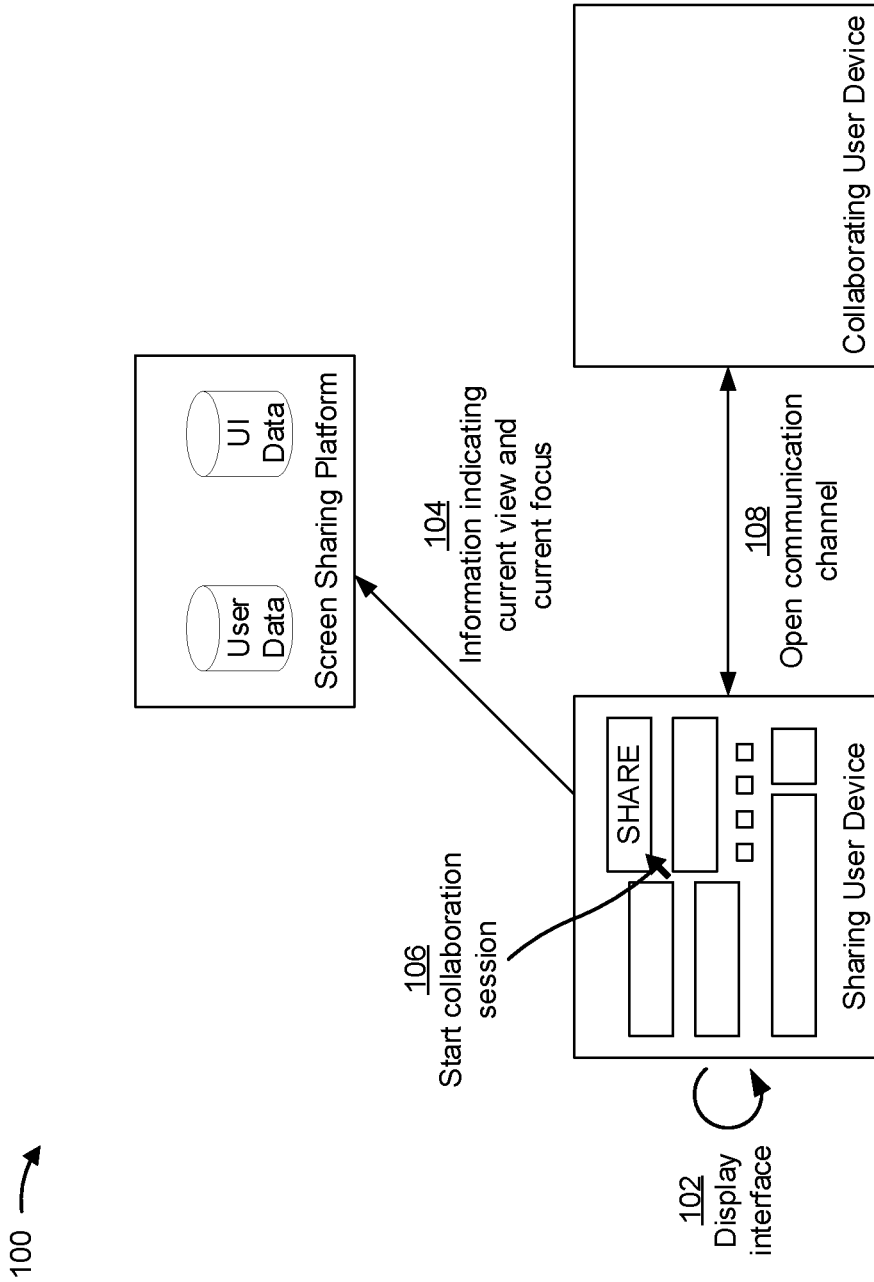 100
User
Data
UI
Data
Screen Sharing Platform
104
Information indicating
current view and
current focus
106
Start collaboration
session
SHARE
102
Display
interface
Sharing User Device
108
Open communication
channel
Collaborating User Device